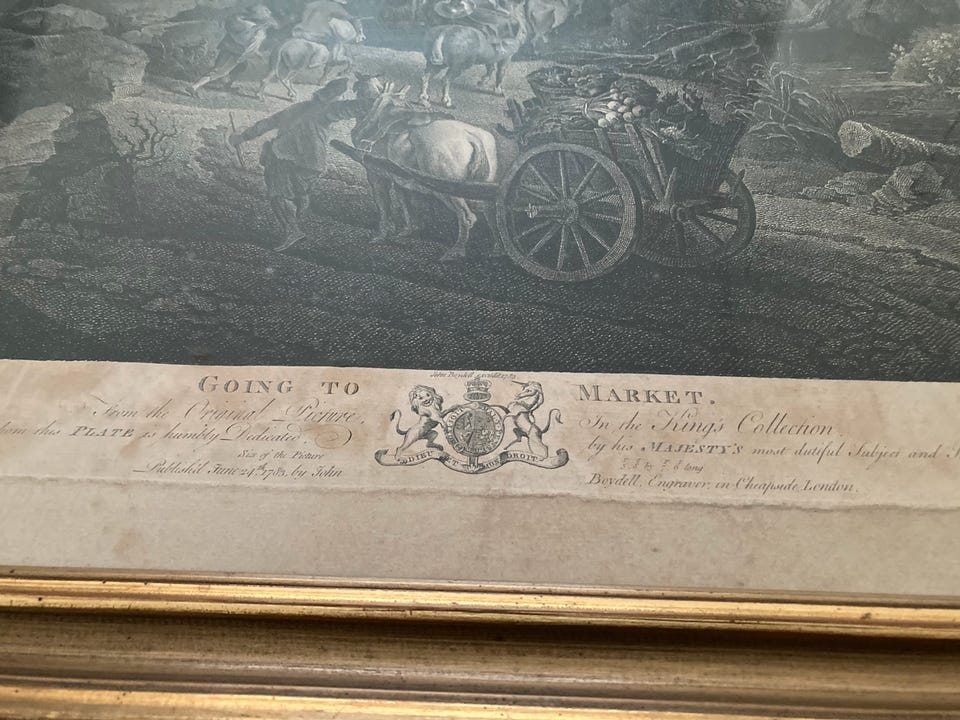 John Boydell excudit 1783
GOING TO MARKET.
From the Original Picture, In the King's Collection,
this PLATE is humbly Dedicated, by his MAJESTY'S most dutiful Subject and
DIEU ET MON DROIT
Size of the Picture long
Publish'd June 24th 1783, by John Boydell, Engraver, in Cheapside, London.